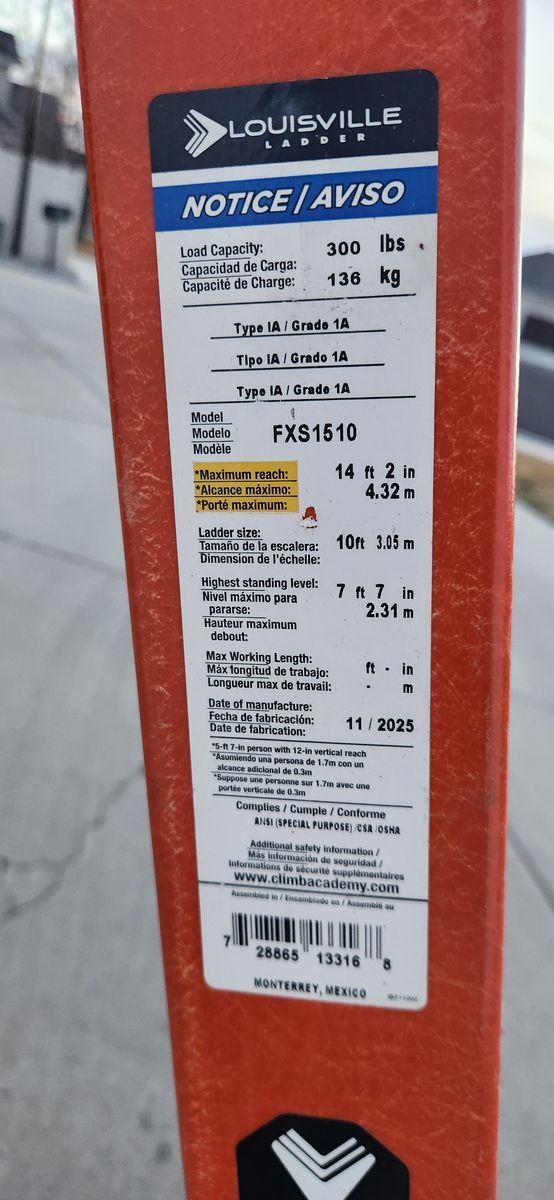 LOUISVILLE
LADDER
NOTICE / AVISO
Load Capacity: 300 lbs
Capacidad de Carga:
Capacité de Charge: 136 kg
Type IA / Grade 1A
Tipo IA / Grado 1A
Type IA / Grade 1A
Model
Modelo FXS1510
Modèle
*Maximum reach: 14 ft 2 in
*Alcance máximo: 4.32 m
*Porté maximum:
Ladder size:
Tamaño de la escalera: 10ft 3.05 m
Dimension de l'échelle:
Highest standing level: 7 ft 7 in
Nivel máximo para
pararse: 2.31 m
Hauteur maximum
debout:
Max Working Length:
Máx longitud de trabajo: ft - in
Longueur max de travail: - m
Date of manufacture:
Fecha de fabricación: 11 / 2025
Date de fabrication:
*5-ft 7-in person with 12-in vertical reach
*Asumiendo una persona de 1.7m con un
alcance adicional de 0.3m
*Suppose une personne sur 1.7m avec une
portée verticale de 0.3m
Complies / Cumple / Conforme
ANSI (SPECIAL PURPOSE) /CSA /OSHA
Additional safety information /
Más información de seguridad /
Informations de sécurité supplémentaires
www.climbacademy.com
Assembled in / Ensamblado en / Assemblé au
7 28865 13316 8
MONTERREY, MEXICO